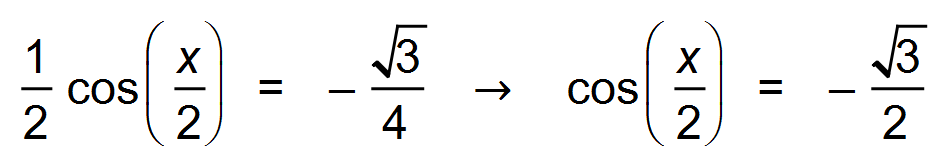 1/2 cos(x/2) = − √3/4 → cos(x/2) = − √3/2